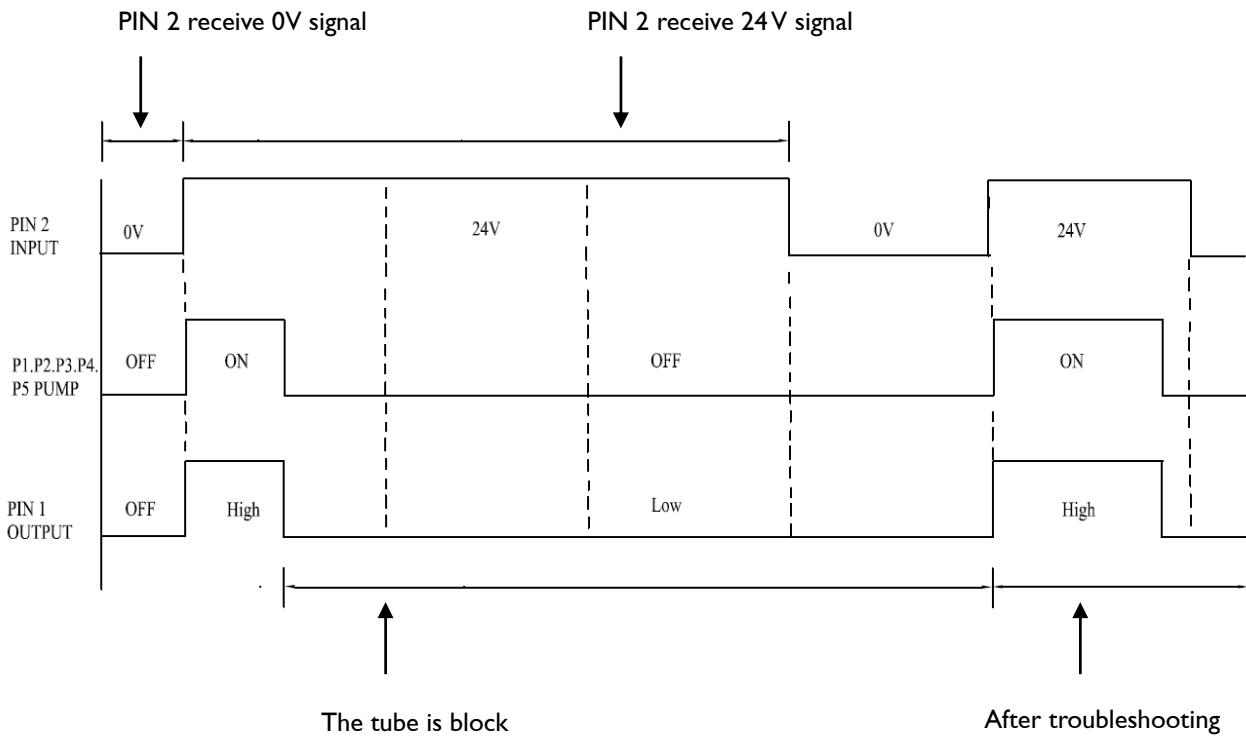 PIN 2 receive 0V signal
PIN 2 receive 24V signal
PIN 2
INPUT
0V
24V
0V
24V
P1.P2.P3.P4.
P5 PUMP
OFF
ON
OFF
ON
PIN 1
OUTPUT
OFF
High
Low
High
The tube is block
After troubleshooting